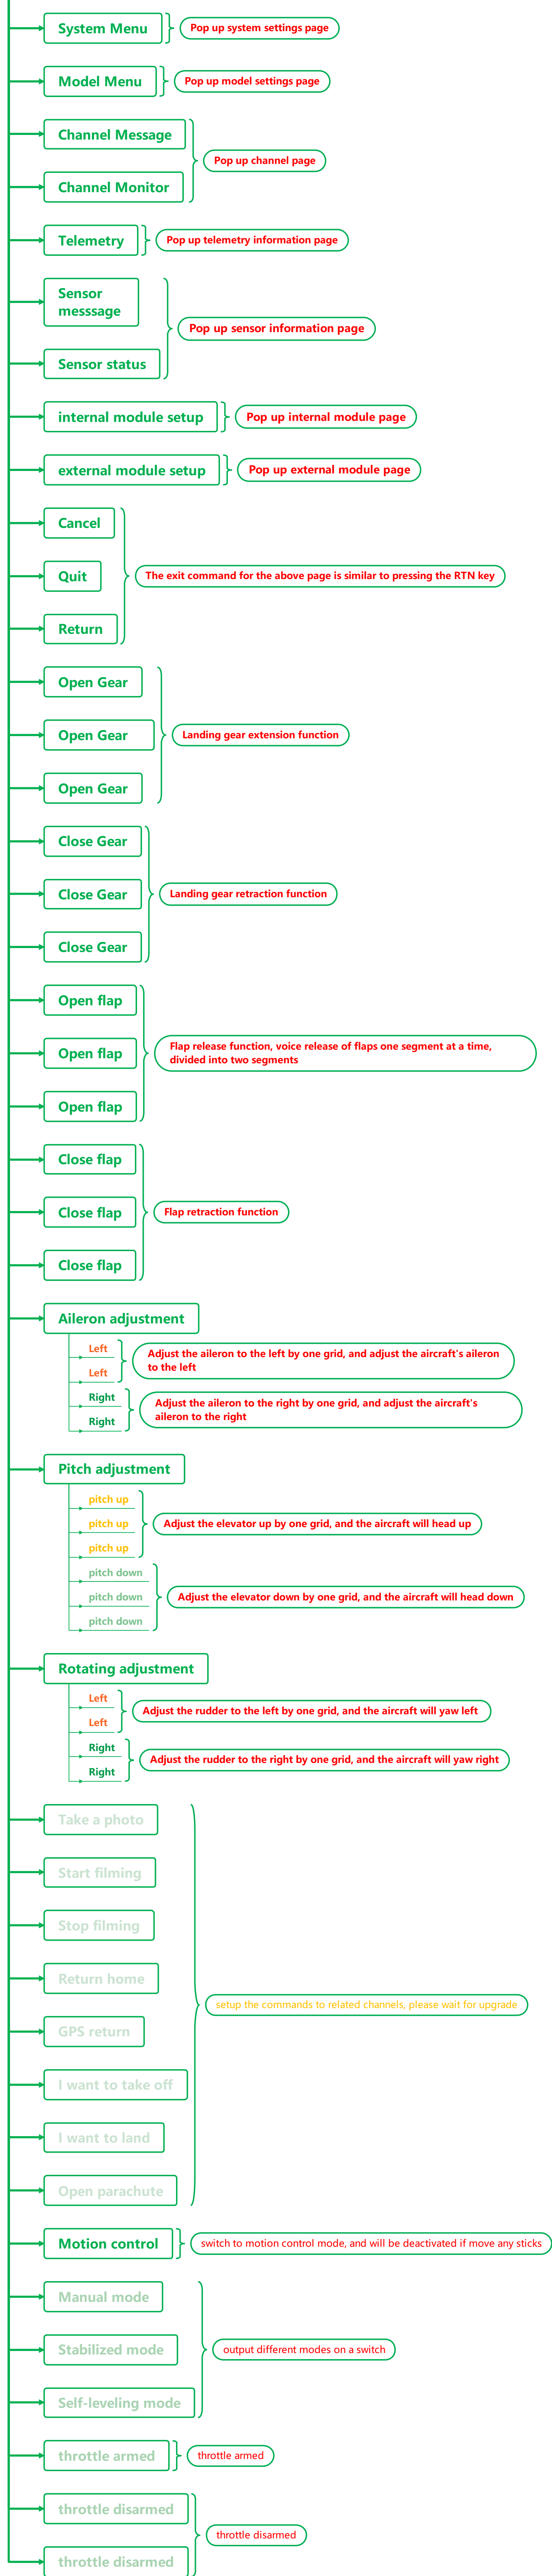 System Menu
Pop up system settings page
Model Menu
Pop up model settings page
Channel Message
Pop up channel page
Channel Monitor
Telemetry
Pop up telemetry information page
Sensor
messsage
Pop up sensor information page
Sensor status
internal module setup
Pop up internal module page
external module setup
Pop up external module page
Cancel
Quit
The exit command for the above page is similar to pressing the RTN key
Return
Open Gear
Open Gear
Landing gear extension function
Open Gear
Close Gear
Close Gear
Landing gear retraction function
Close Gear
Open flap
Open flap
Flap release function, voice release of flaps one segment at a time,
divided into two segments
Open flap
Close flap
Close flap
Flap retraction function
Close flap
Aileron adjustment
Left
Left
Adjust the aileron to the left by one grid, and adjust the aircraft's aileron
to the left
Right
Right
Adjust the aileron to the right by one grid, and adjust the aircraft's
aileron to the right
Pitch adjustment
pitch up
pitch up
pitch up
Adjust the elevator up by one grid, and the aircraft will head up
pitch down
pitch down
pitch down
Adjust the elevator down by one grid, and the aircraft will head down
Rotating adjustment
Left
Left
Adjust the rudder to the left by one grid, and the aircraft will yaw left
Right
Right
Adjust the rudder to the right by one grid, and the aircraft will yaw right
Take a photo
Start filming
Stop filming
Return home
setup the commands to related channels, please wait for upgrade
GPS return
I want to take off
I want to land
Open parachute
Motion control
switch to motion control mode, and will be deactivated if move any sticks
Manual mode
Stabilized mode
output different modes on a switch
Self-leveling mode
throttle armed
throttle armed
throttle disarmed
throttle disarmed
throttle disarmed